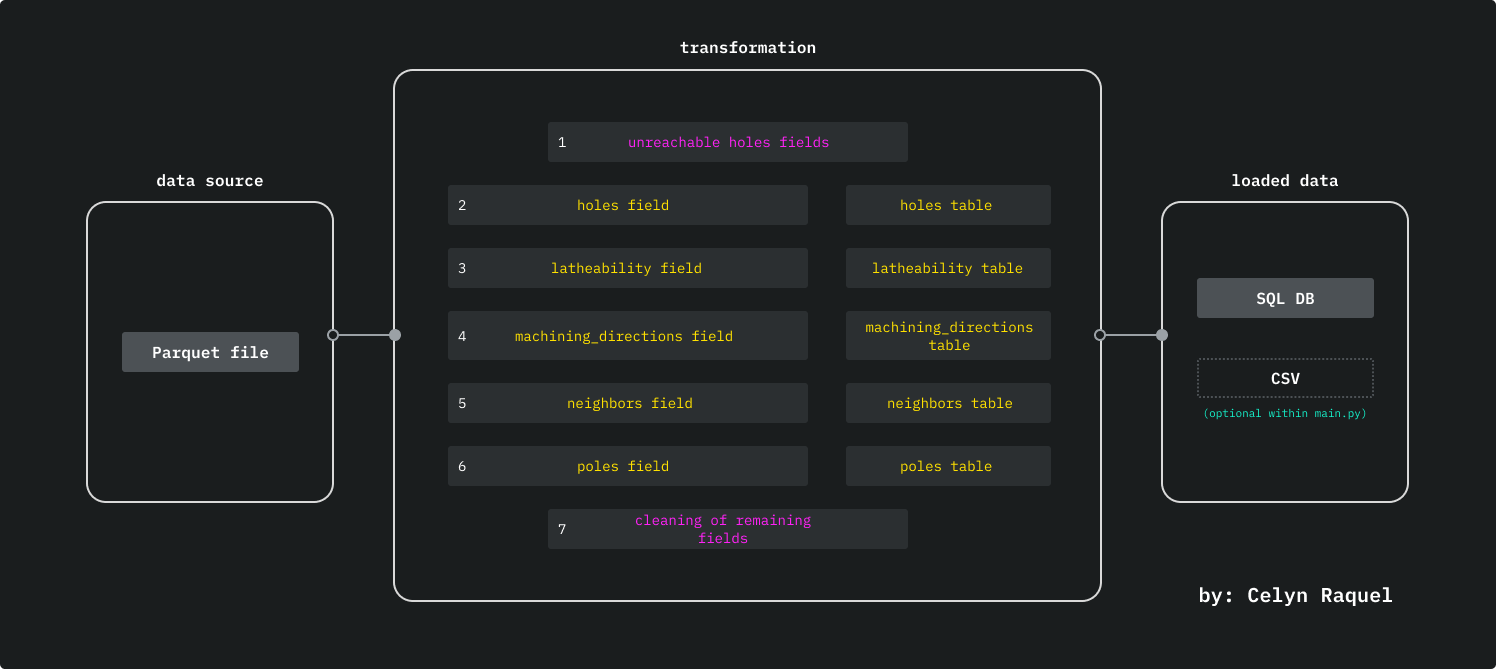 transformation
data source
Parquet file
1 unreachable holes fields
2 holes field holes table
3 latheability field latheability table
4 machining_directions field machining_directions
table
5 neighbors field neighbors table
6 poles field poles table
7 cleaning of remaining
fields
loaded data
SQL DB
CSV
(optional within main.py)
by: Celyn Raquel